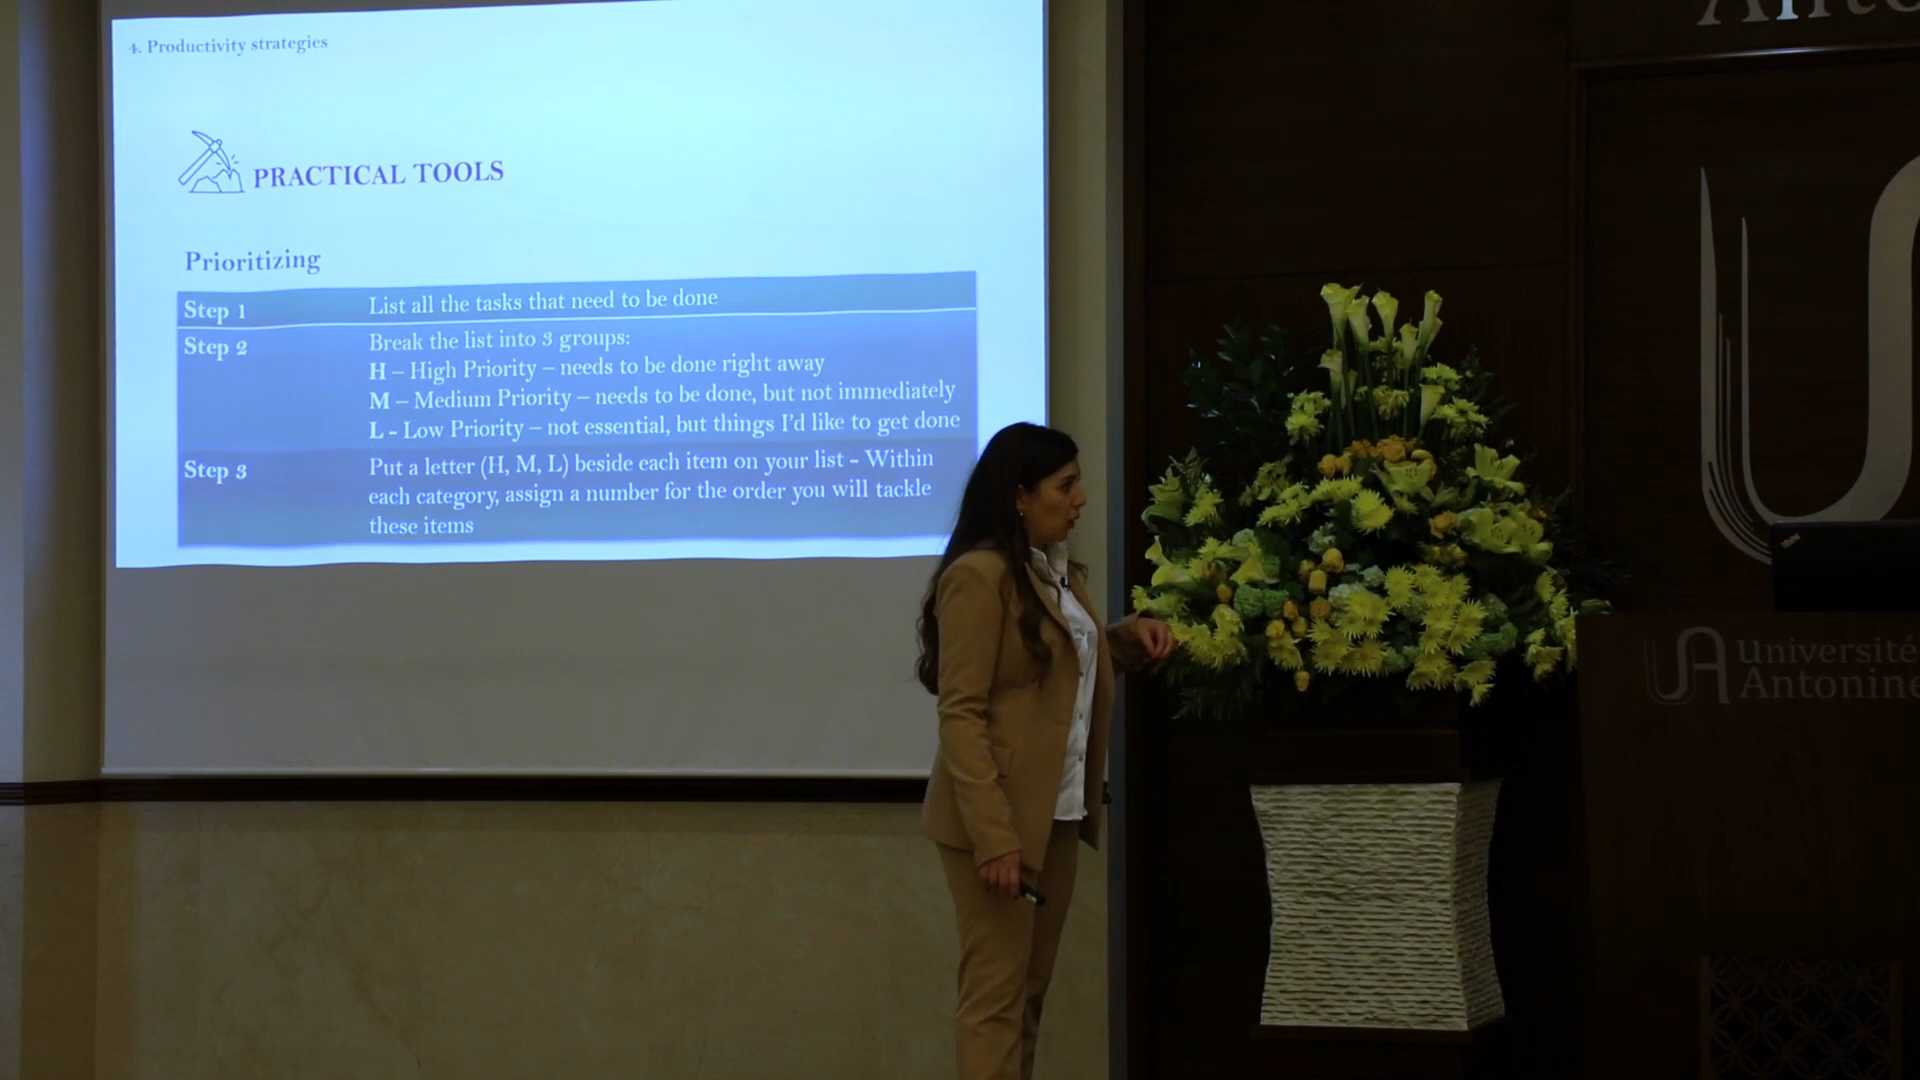 4. Productivity strategies
PRACTICAL TOOLS
Prioritizing
Step 1 List all the tasks that need to be done
Step 2 Break the list into 3 groups:
H – High Priority – needs to be done right away
M – Medium Priority – needs to be done, but not immediately
L - Low Priority – not essential, but things I'd like to get done
Step 3 Put a letter (H, M, L) beside each item on your list - Within
each category, assign a number for the order you will tackle
these items
UA Université
Antonine